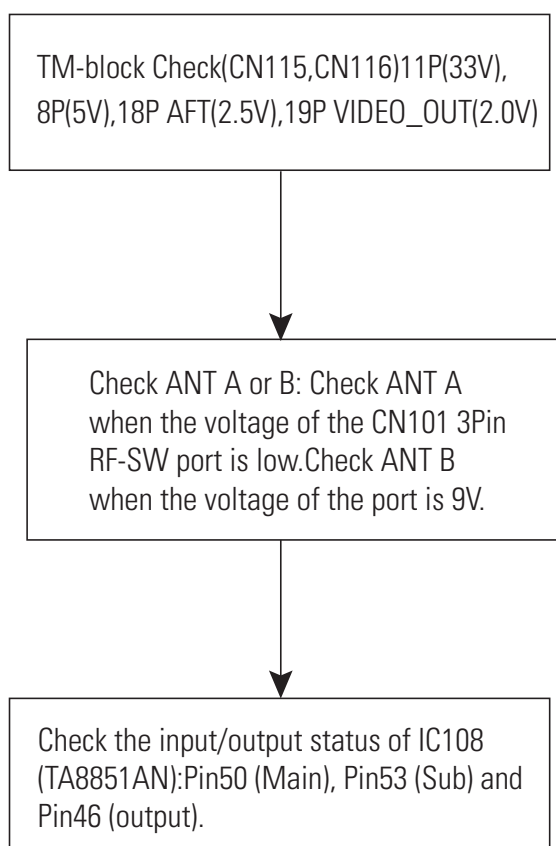 TM-block Check(CN115,CN116)11P(33V),
8P(5V),18P AFT(2.5V),19P VIDEO_OUT(2.0V)
Check ANT A or B: Check ANT A
when the voltage of the CN101 3Pin
RF-SW port is low.Check ANT B
when the voltage of the port is 9V.
Check the input/output status of IC108
(TA8851AN):Pin50 (Main), Pin53 (Sub) and
Pin46 (output).